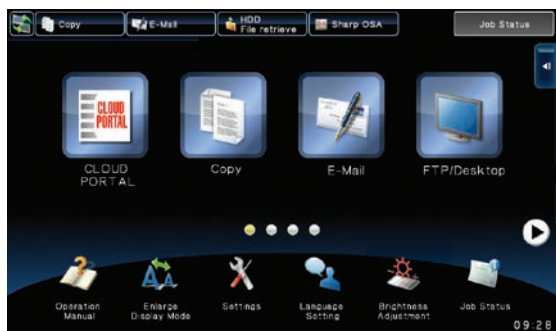 Copy
E-Mail
HDD
File retrieve
Sharp OSA
Job Status
CLOUD
PORTAL
CLOUD
PORTAL
Copy
E-Mail
FTP/Desktop
Operation
Manual
Enlarge
Display Mode
Settings
Language
Setting
Brightness
Adjustment
Job Status
09:28